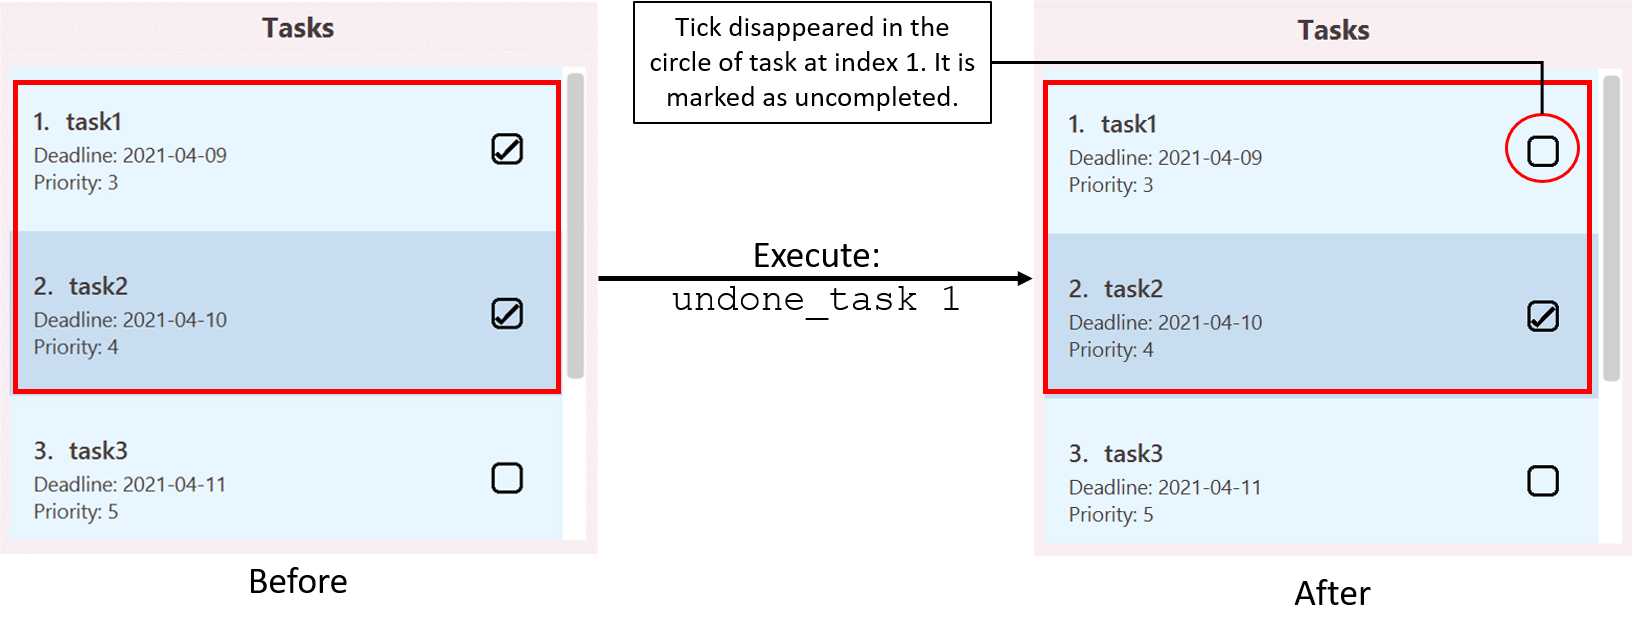 Tasks
1. task1
Deadline: 2021-04-09
Priority: 3
2. task2
Deadline: 2021-04-10
Priority: 4
3. task3
Deadline: 2021-04-11
Priority: 5
Before
Tick disappeared in the
circle of task at index 1. It is
marked as uncompleted.
Execute:
undone_task 1
Tasks
1. task1
Deadline: 2021-04-09
Priority: 3
2. task2
Deadline: 2021-04-10
Priority: 4
3. task3
Deadline: 2021-04-11
Priority: 5
After